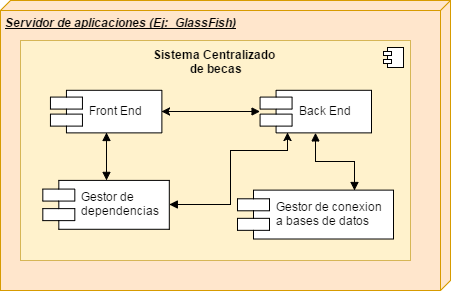 Servidor de aplicaciones (Ej: GlassFish)
Sistema Centralizado
de becas
Front End
Back End
Gestor de
dependencias
Gestor de conexion
a bases de datos